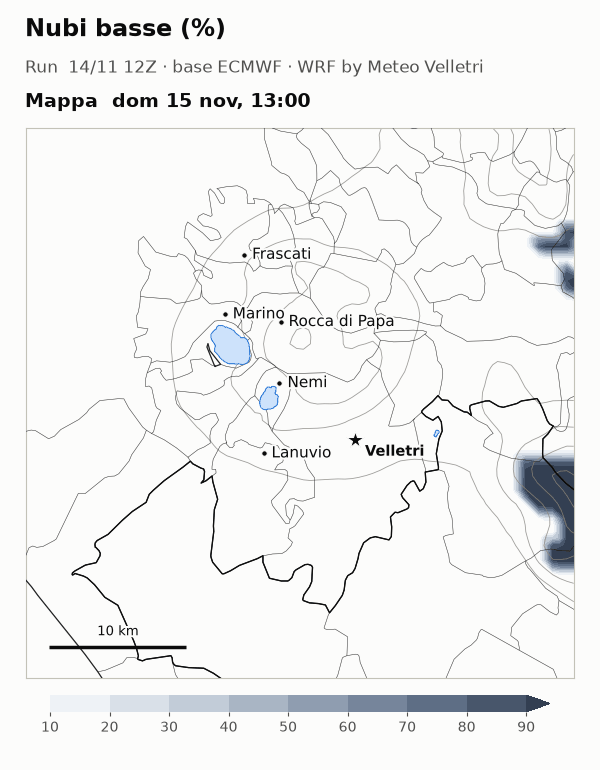 Nubi basse (%)
Run  14/11 12Z · base ECMWF · WRF by Meteo Velletri
Mappa  dom 15 nov, 13:00
Frascati
Marino
Rocca di Papa
Nemi
Velletri
Lanuvio
10 km
10 20 30 40 50 60 70 80 90